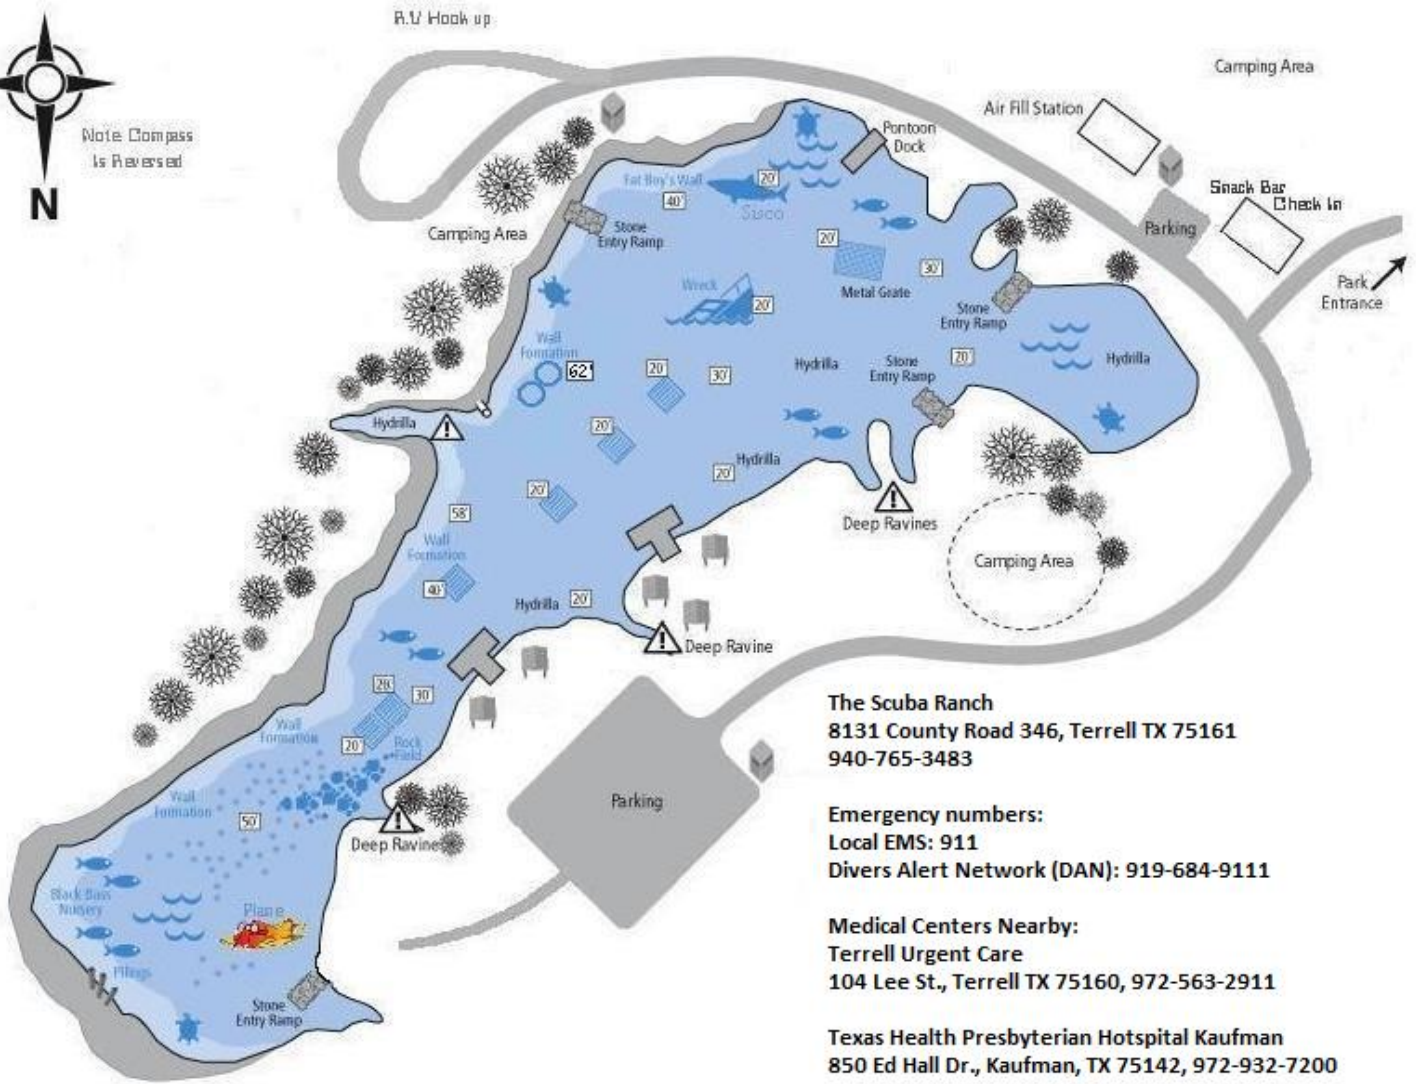 R.V Hook up
Camping Area
Air Fill Station
Pontoon
Dock
Note Compass
Is Reversed
N
Snack Bar
Check In
Parking
Park
Entrance
Fat Boy's Wall
20'
40'
Sisco
Stone
Entry Ramp
Camping Area
20'
30'
Metal Grate
Wreck
20'
Stone
Entry Ramp
Wall
Formation
62'
20'
30'
Hydrilla
Stone
Entry Ramp
20'
Hydrilla
Hydrilla
!
20'
Hydrilla
20'
20'
58'
!
Deep Ravines
Wall
Formation
40'
Camping Area
Hydrilla
20'
!
Deep Ravine
20'
30'
Wall
Formation
20'
Rock
Field
Wall
Formation
50'
!
Deep Ravine
Parking
Black Bass
Nursery
Plane
Pilings
Stone
Entry Ramp
The Scuba Ranch
8131 County Road 346, Terrell TX 75161
940-765-3483
Emergency numbers:
Local EMS: 911
Divers Alert Network (DAN): 919-684-9111
Medical Centers Nearby:
Terrell Urgent Care
104 Lee St., Terrell TX 75160, 972-563-2911
Texas Health Presbyterian Hotspital Kaufman
850 Ed Hall Dr., Kaufman, TX 75142, 972-932-7200